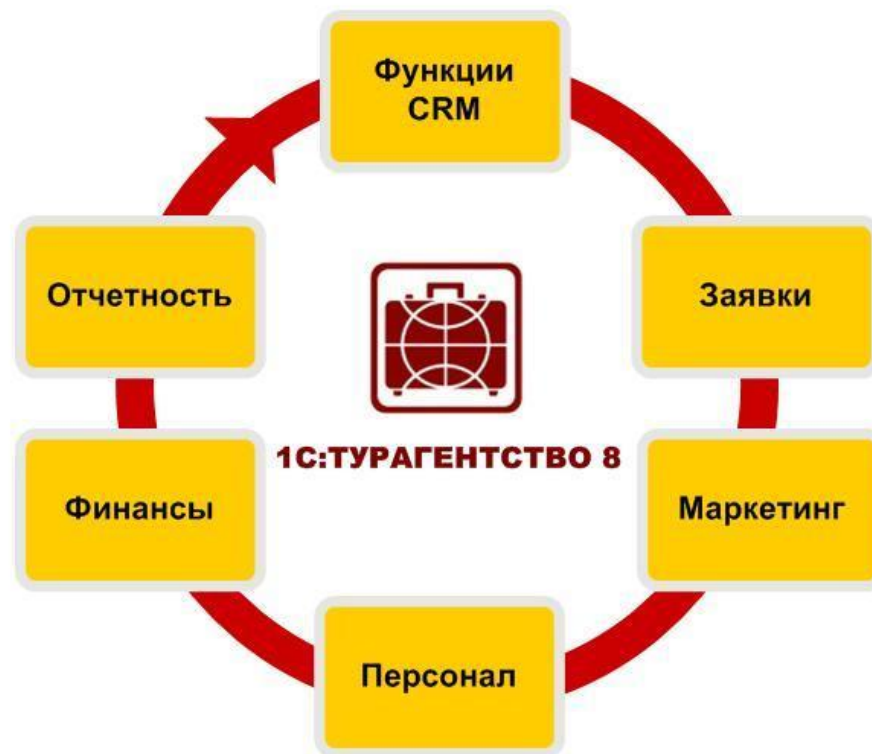 Функции
CRM
Отчетность
Заявки
1С:ТУРАГЕНТСТВО 8
Финансы
Маркетинг
Персонал